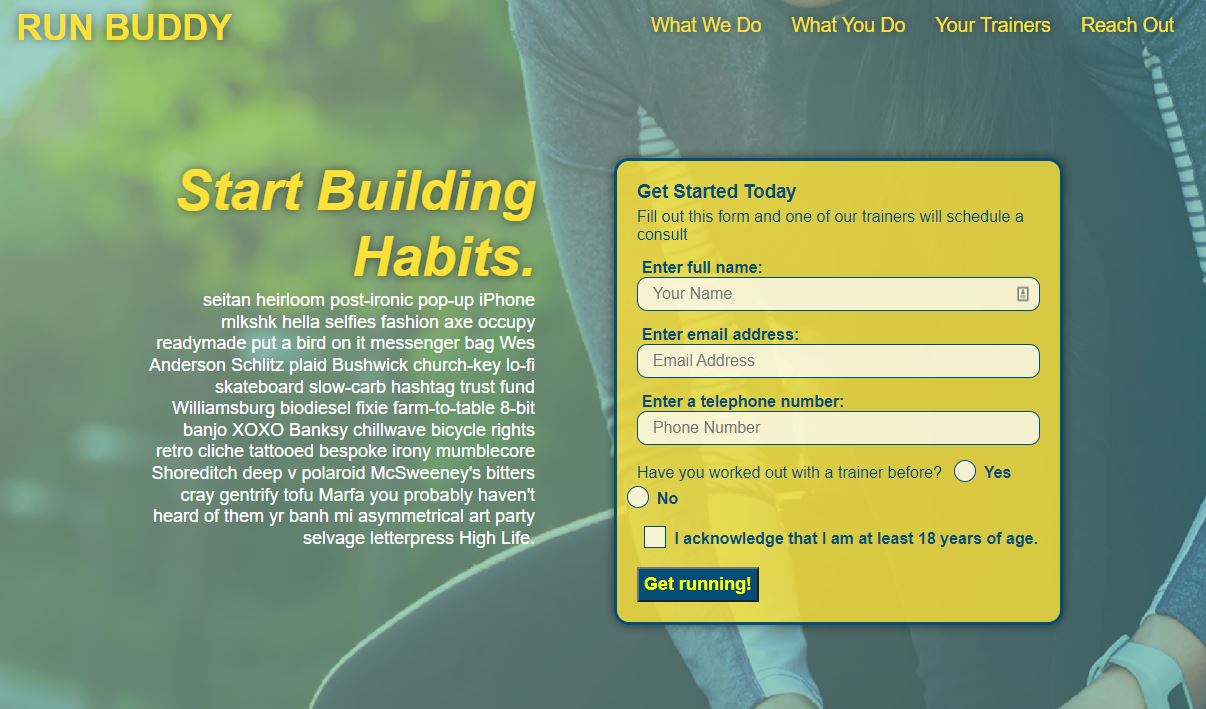 RUN BUDDY
What We Do What You Do Your Trainers Reach Out
Start Building
Habits.
seitan heirloom post-ironic pop-up iPhone
mlkshk hella selfies fashion axe occupy
readymade put a bird on it messenger bag Wes
Anderson Schlitz plaid Bushwick church-key lo-fi
skateboard slow-carb hashtag trust fund
Williamsburg biodiesel fixie farm-to-table 8-bit
banjo XOXO Banksy chillwave bicycle rights
retro cliche tattooed bespoke irony mumblecore
Shoreditch deep v polaroid McSweeney's bitters
cray gentrify tofu Marfa you probably haven't
heard of them yr banh mi asymmetrical art party
selvage letterpress High Life.
Get Started Today
Fill out this form and one of our trainers will schedule a
consult
Enter full name:
Your Name
Enter email address:
Email Address
Enter a telephone number:
Phone Number
Have you worked out with a trainer before? Yes
No
I acknowledge that I am at least 18 years of age.
Get running!